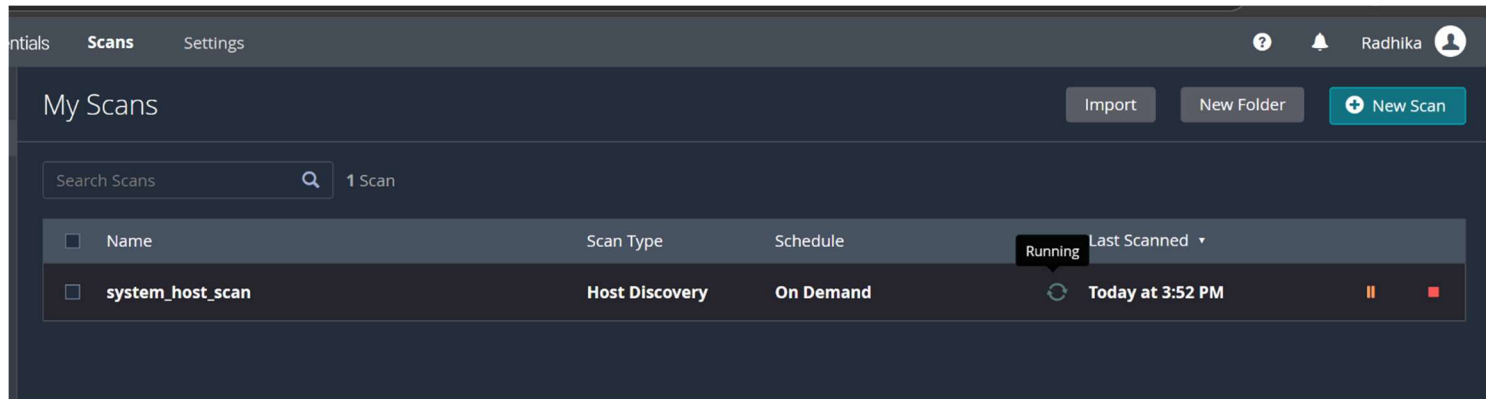 ntials Scans Settings Radhika
My Scans Import New Folder New Scan
Search Scans 1 Scan
Name Scan Type Schedule Last Scanned
Running
system_host_scan Host Discovery On Demand Today at 3:52 PM